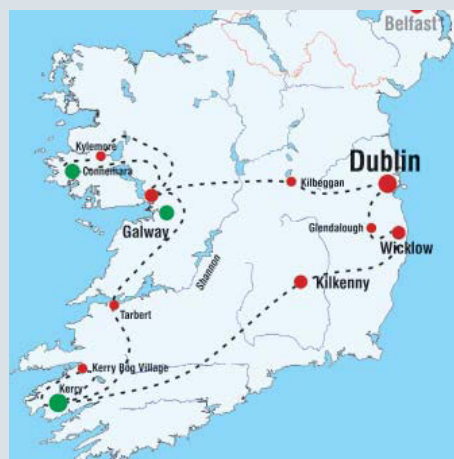 Belfast
Kylemore
Connemara
Dublin
Kilbeggan
Galway
Glendalough
Wicklow
Shannon
Kilkenny
Tarbert
Kerry Bog Village
Kerry